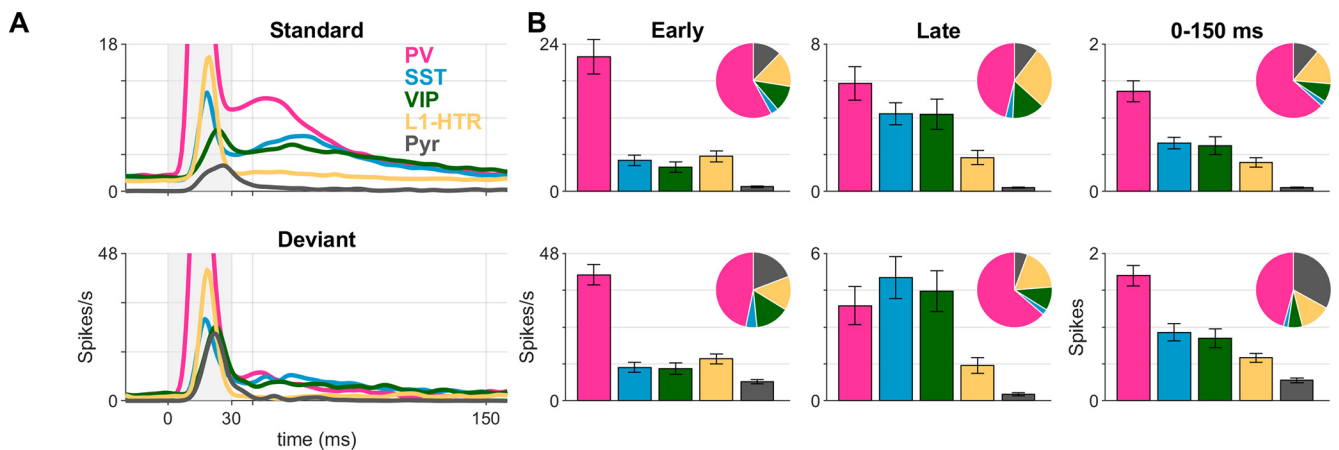 A
Standard
18
0
PV
SST
VIP
L1-HTR
Pyr
Deviant
48
0
Spikes/s
0
30
150
time (ms)
B
Early
24
0
Late
8
0
0-150 ms
2
0
48
0
Spikes/s
6
0
2
0
Spikes